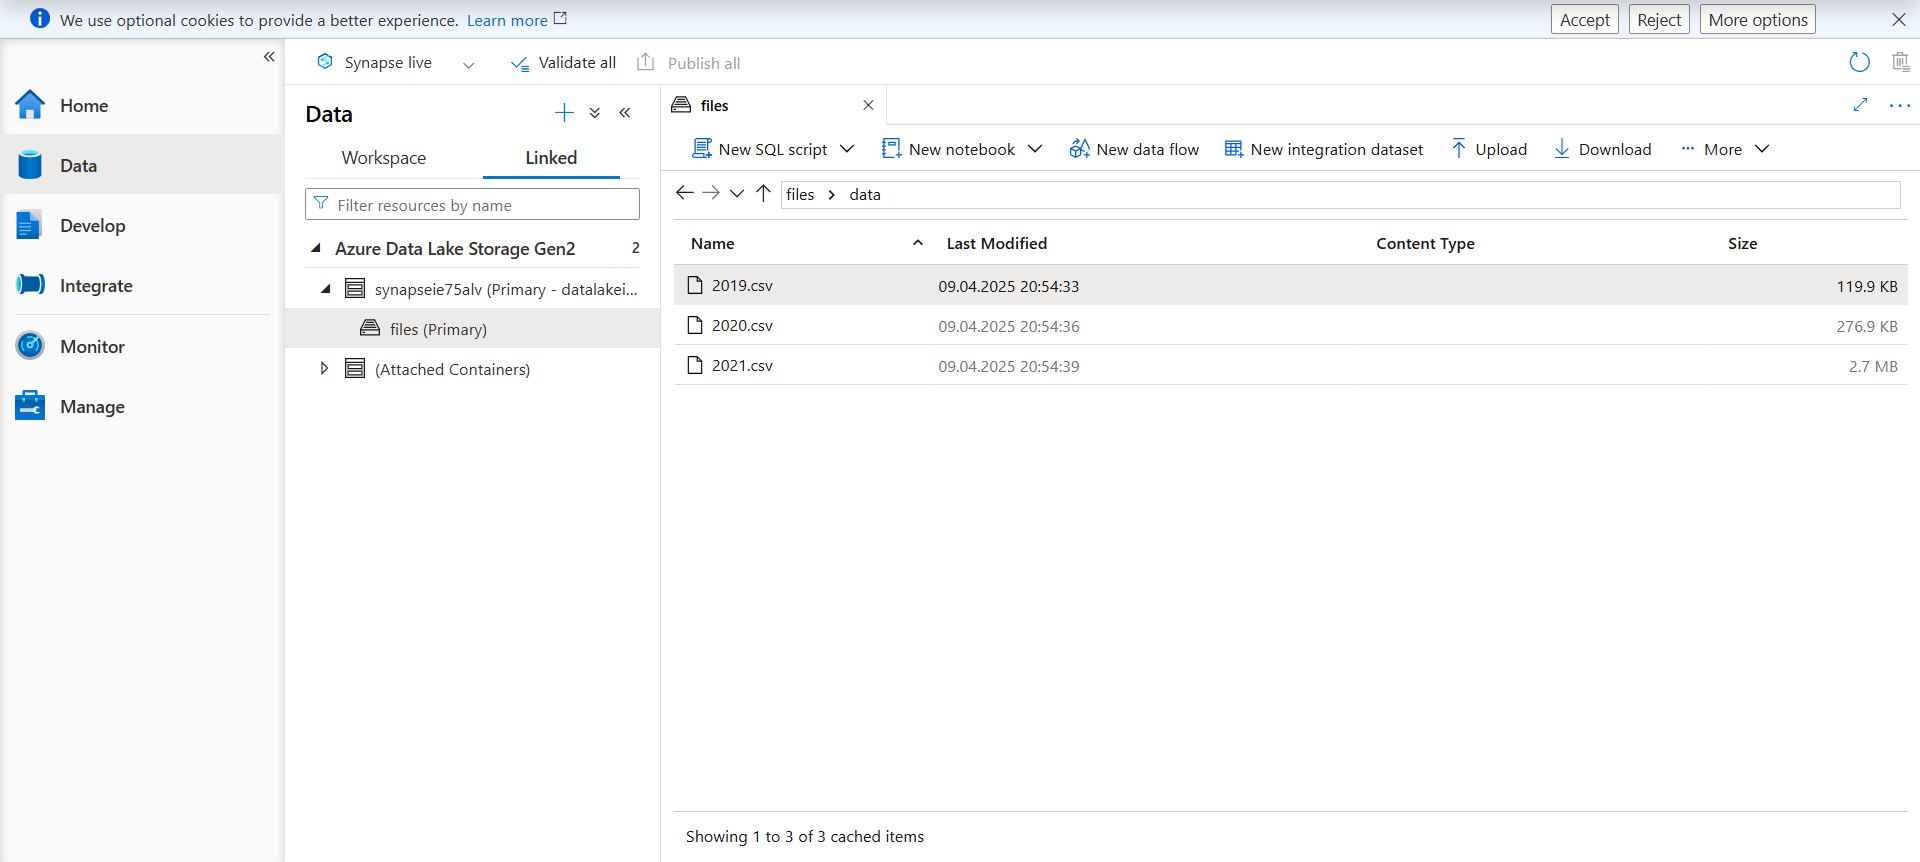 We use optional cookies to provide a better experience. Learn more
Accept
Reject
More options
Synapse live
Validate all
Publish all
Home
Data
Develop
Integrate
Monitor
Manage
Data
Workspace
Linked
Filter resources by name
Azure Data Lake Storage Gen2 2
synapseie75alv (Primary - datalakei...
files (Primary)
(Attached Containers)
files
New SQL script
New notebook
New data flow
New integration dataset
Upload
Download
More
files > data
Name Last Modified Content Type Size
2019.csv 09.04.2025 20:54:33 119.9 KB
2020.csv 09.04.2025 20:54:36 276.9 KB
2021.csv 09.04.2025 20:54:39 2.7 MB
Showing 1 to 3 of 3 cached items